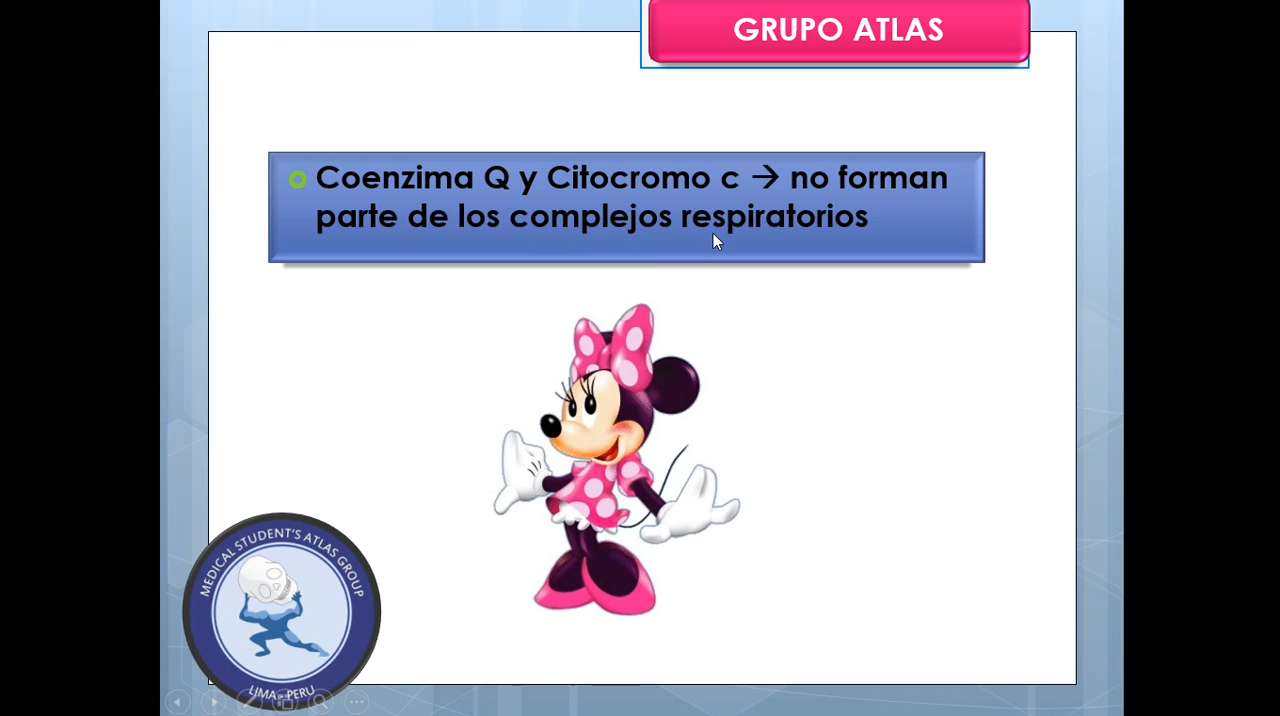 GRUPO ATLAS
Coenzima Q y Citocromo c → no forman
parte de los complejos respiratorios
MEDICAL STUDENT'S ATLAS GROUP
LIMA - PERU